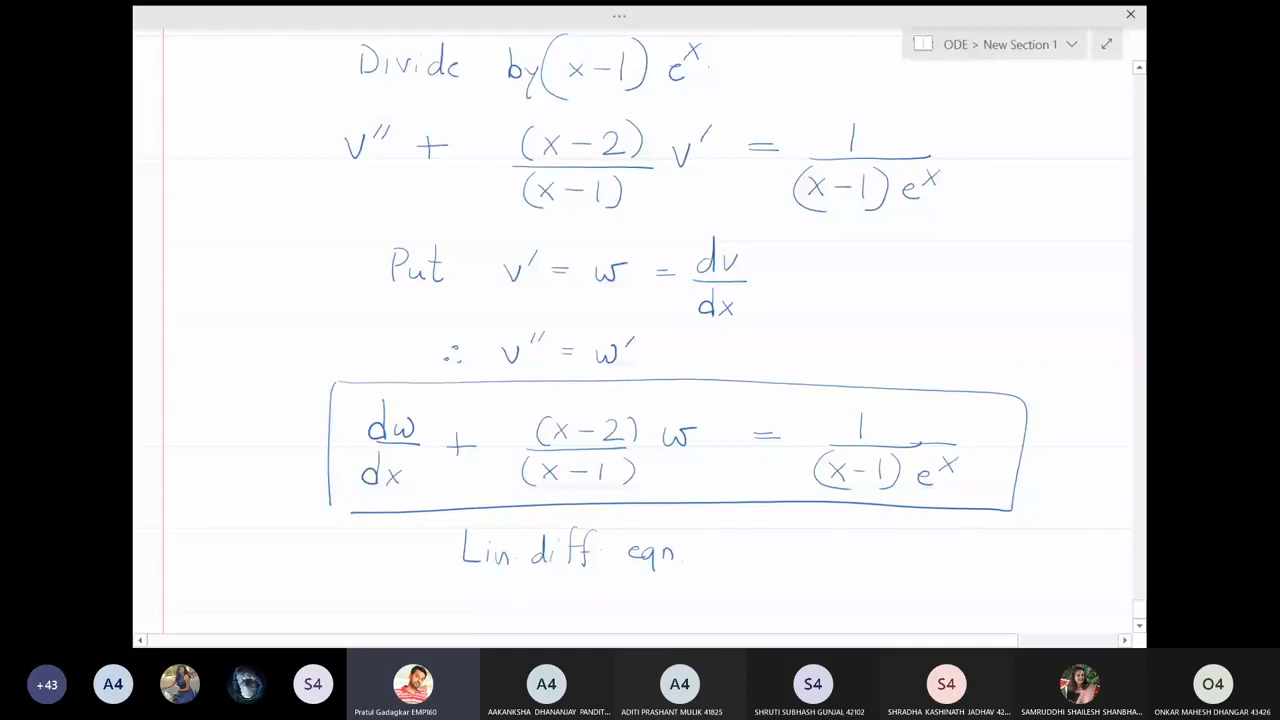 ...
ODE > New Section 1
Divide by (x-1) e^x.
v'' + (x-2)/(x-1) v' = 1/((x-1) e^x)
Put v' = w = dv/dx
∴ v'' = w'
dw/dx + (x-2)/(x-1) w = 1/((x-1) e^x)
Lin. diff eqn.
+43 A4 S4 A4 A4 S4 S4 O4
Pratul Gadagkar EMP160 AAKANKSHA DHANANJAY PANDIT... ADITI PRASHANT MULIK 41825 SHRUTI SUBHASH GUNJAL 42102 SHRADHA KASHINATH JADHAV 42... SAMRUDDHI SHAILESH SHANBHA... ONKAR MAHESH DHANGAR 43426